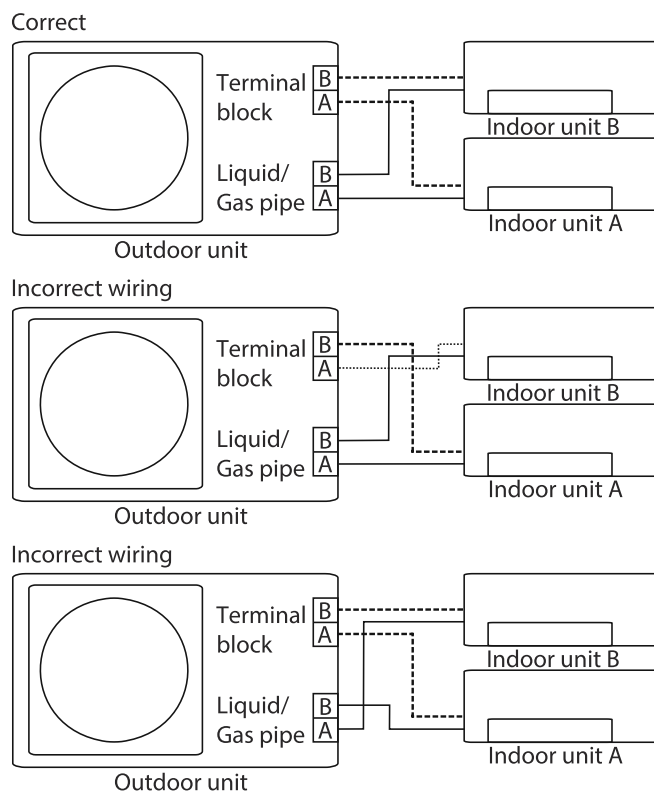 Correct
Terminal B
block A
Liquid/ B
Gas pipe A
Indoor unit B
Indoor unit A
Outdoor unit
Incorrect wiring
Terminal B
block A
Liquid/ B
Gas pipe A
Indoor unit B
Indoor unit A
Outdoor unit
Incorrect wiring
Terminal B
block A
Liquid/ B
Gas pipe A
Indoor unit B
Indoor unit A
Outdoor unit